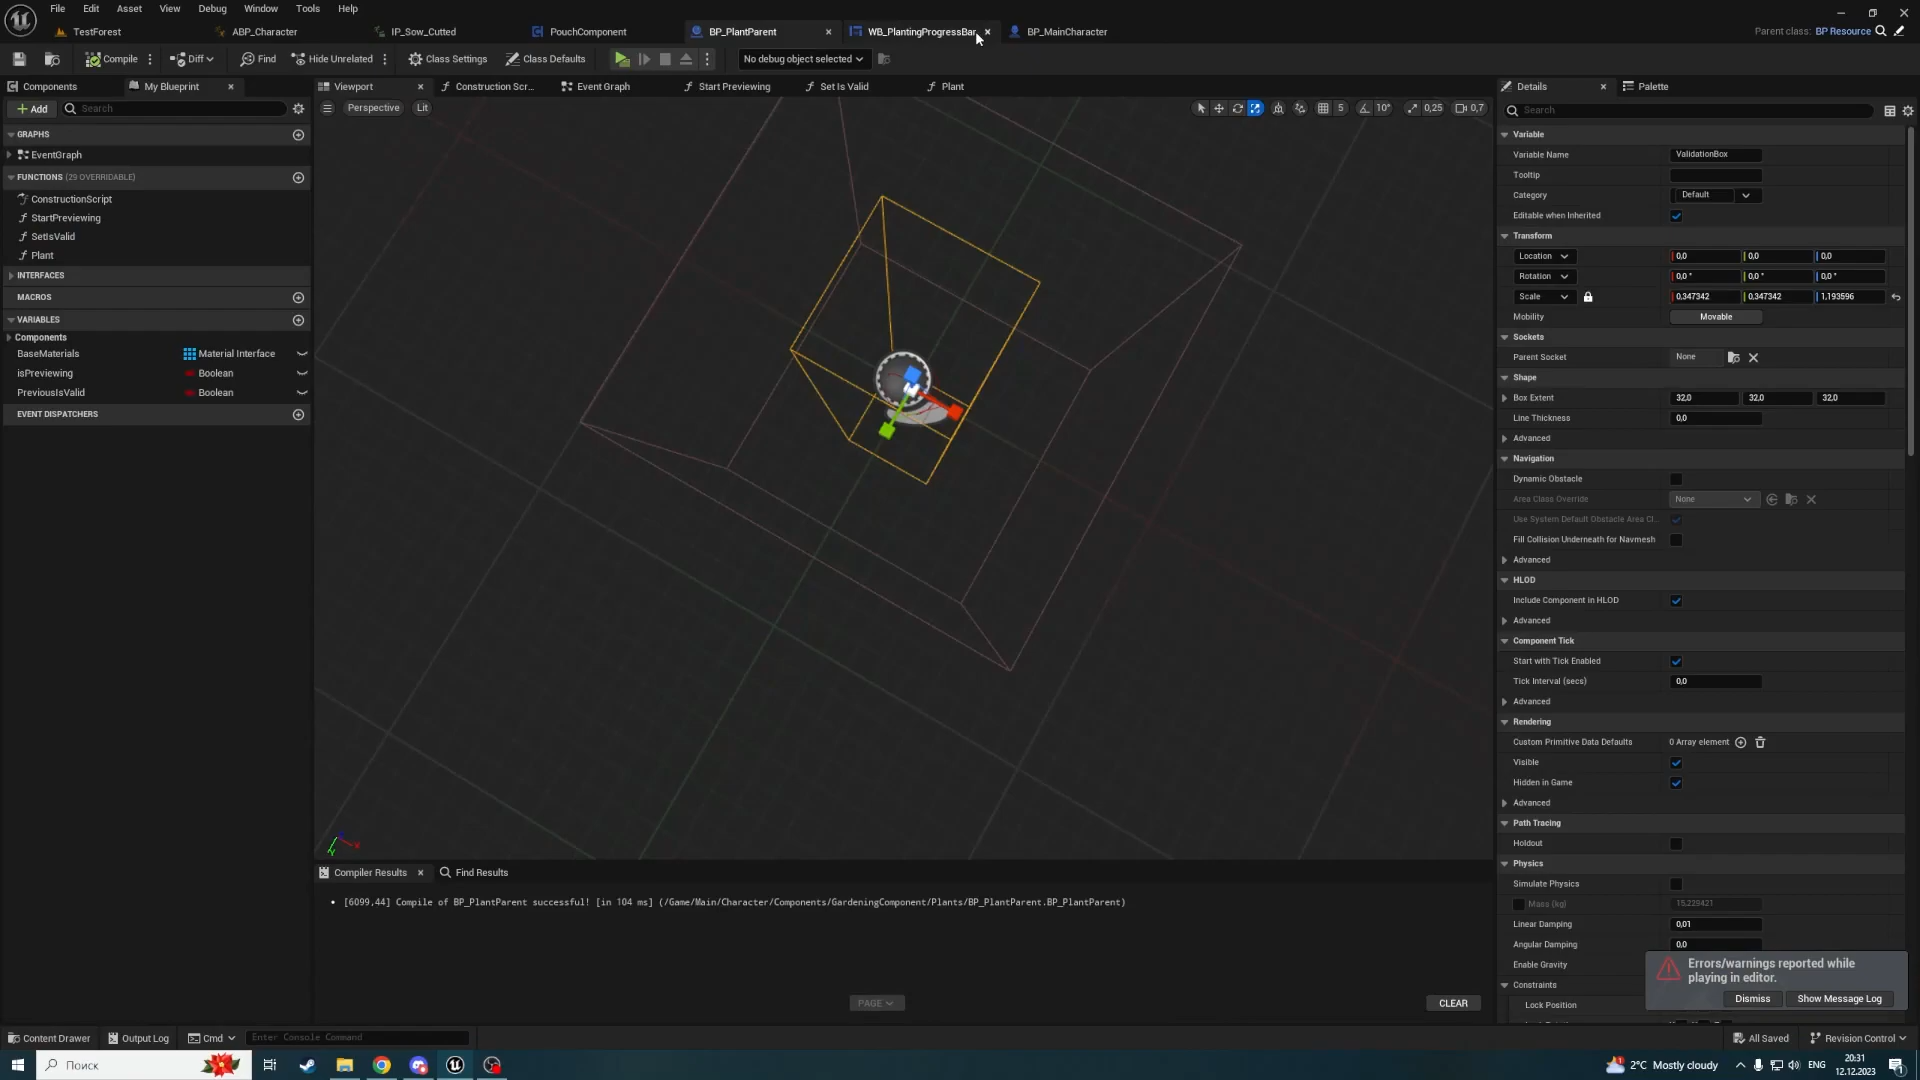 File Edit Asset View Debug Window Tools Help
TestForest ABP_Character IP_Sow_Cutted PouchComponent BP_PlantParent WB_PlantingProgressBar BP_MainCharacter Parent class: BP Resource
Compile Diff Find Hide Unrelated Class Settings Class Defaults No debug object selected
Components My Blueprint Viewport Construction Scr... Event Graph Start Previewing Set Is Valid Plant Details Palette
Add Search Perspective Lit 5 10° 0,25 0,7 Search
GRAPHS
EventGraph
FUNCTIONS (29 OVERRIDABLE)
ConstructionScript
StartPreviewing
SetIsValid
Plant
INTERFACES
MACROS
VARIABLES
Components
BaseMaterials Material Interface
isPreviewing Boolean
PreviousIsValid Boolean
EVENT DISPATCHERS
Variable
Variable Name ValidationBox
Tooltip
Category Default
Editable when Inherited
Transform
Location 0,0 0,0 0,0
Rotation 0,0 ° 0,0 ° 0,0 °
Scale 0,347342 0,347342 1,193596
Mobility Movable
Sockets
Parent Socket None
Shape
Box Extent 32,0 32,0 32,0
Line Thickness 0,0
Advanced
Navigation
Dynamic Obstacle
Area Class Override None
Use System Default Obstacle Area Cl...
Fill Collision Underneath for Navmesh
Advanced
HLOD
Include Component in HLOD
Advanced
Component Tick
Start with Tick Enabled
Tick Interval (secs) 0,0
Advanced
Rendering
Custom Primitive Data Defaults 0 Array element
Visible
Hidden in Game
Advanced
Path Tracing
Holdout
Physics
Simulate Physics
Mass (kg) 15,229421
Linear Damping 0,01
Angular Damping 0,0
Enable Gravity
Constraints
Lock Position
Compiler Results Find Results
[6099,44] Compile of BP_PlantParent successful! [in 104 ms] (/Game/Main/Character/Components/GardeningComponent/Plants/BP_PlantParent.BP_PlantParent)
PAGE CLEAR
Errors/warnings reported while
playing in editor.
Dismiss Show Message Log
Content Drawer Output Log Cmd Enter Console Command All Saved Revision Control
Поиск 2°C Mostly cloudy ENG 20:31
12.12.2023